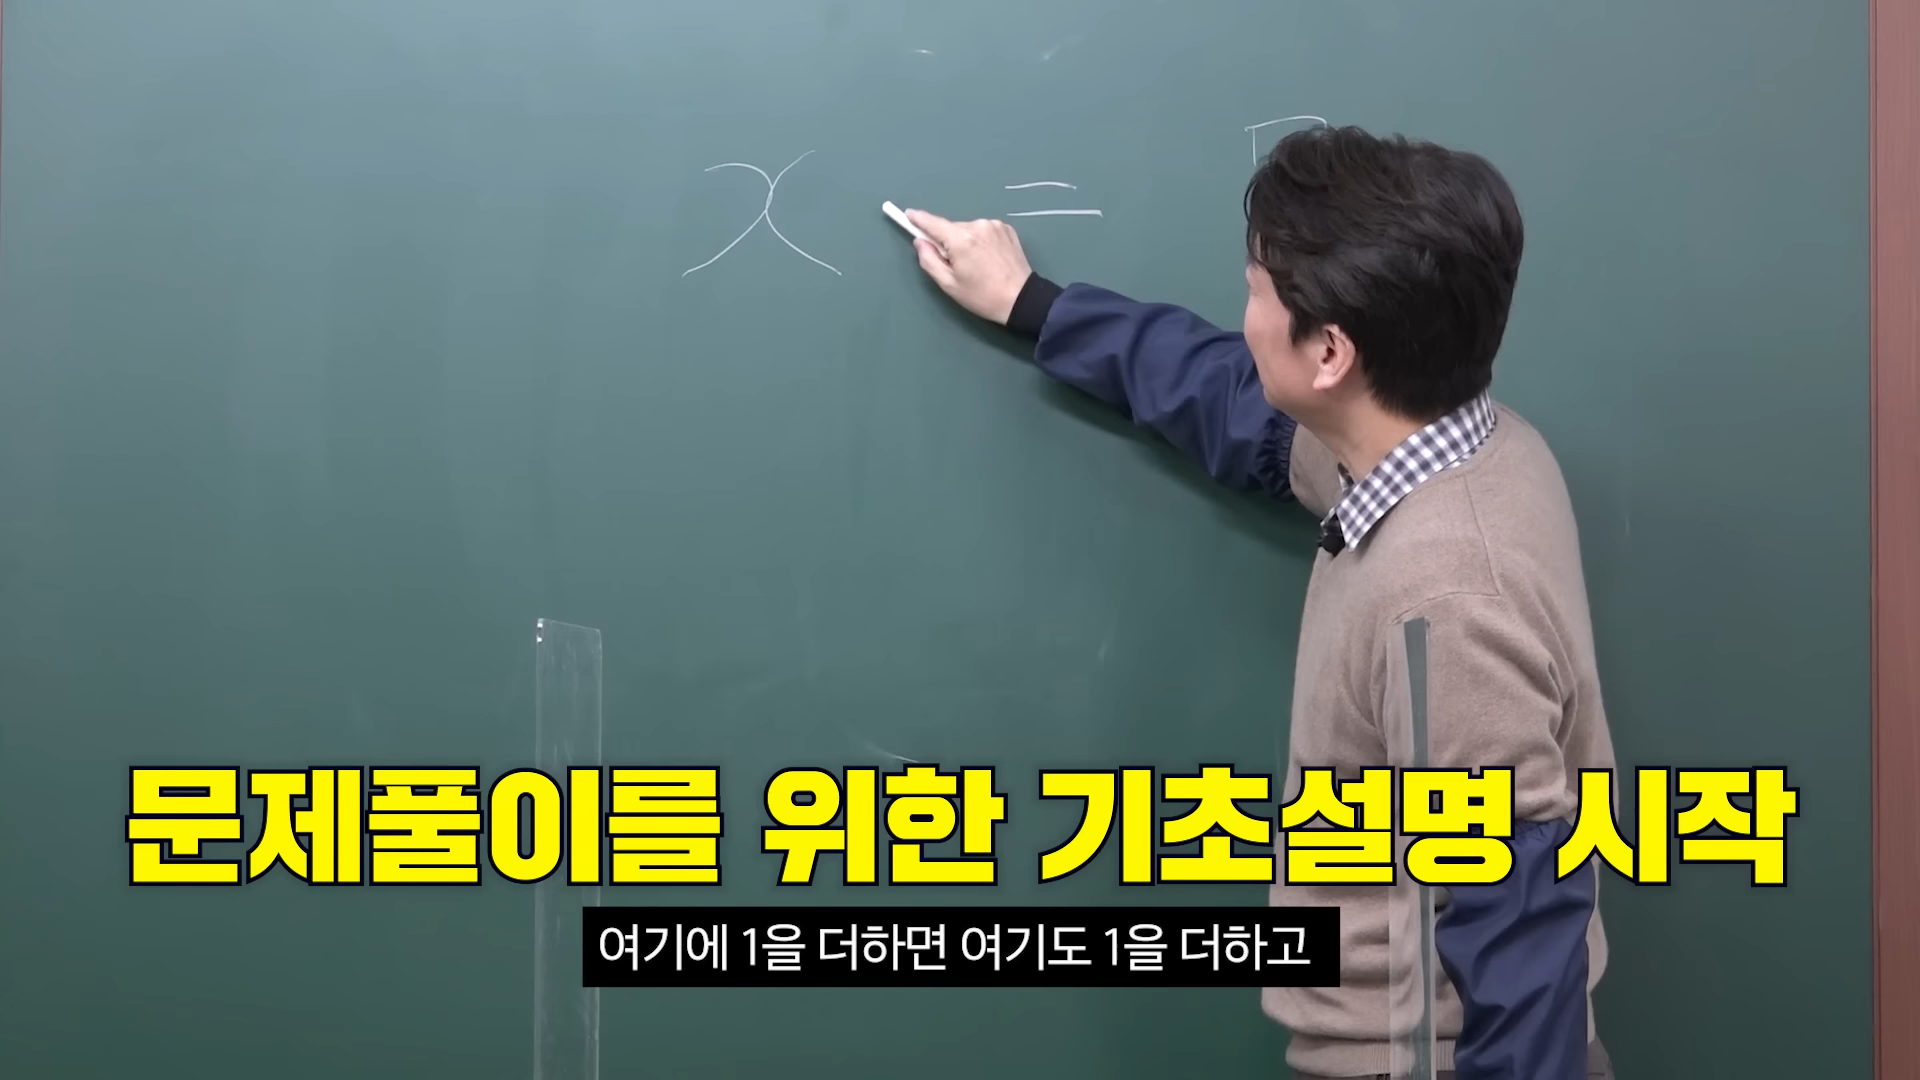 x =
문제풀이를 위한 기초설명 시작
여기에 1을 더하면 여기도 1을 더하고